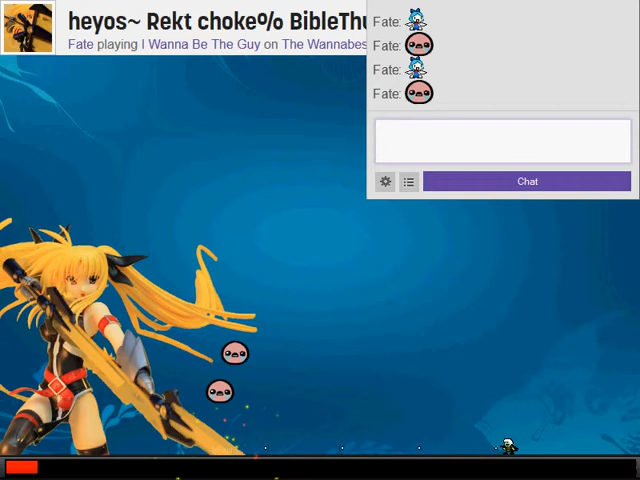 heyos~ Rekt choke% BibleThu
Fate playing I Wanna Be The Guy on The Wannabes
Fate:
Fate:
Fate:
Fate:
Chat